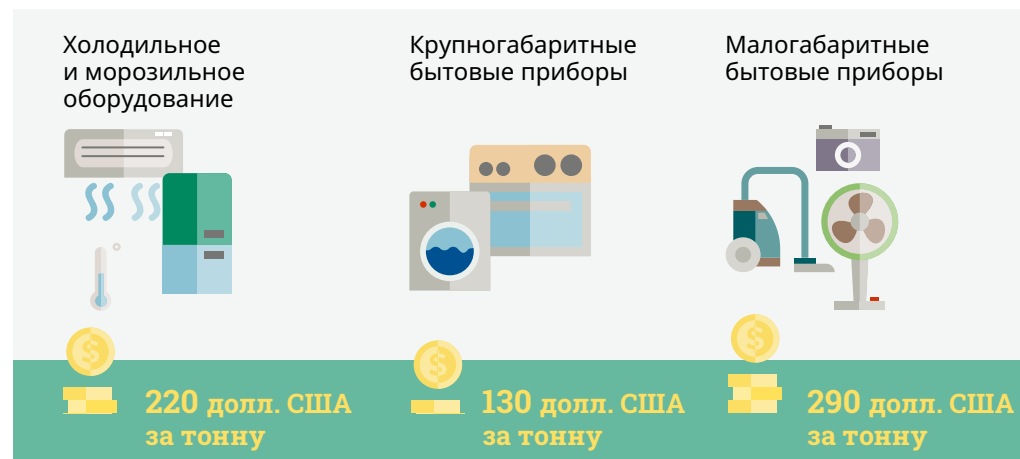 Холодильное
и морозильное
оборудование
220 долл. США
за тонну
Крупногабаритные
бытовые приборы
130 долл. США
за тонну
Малогабаритные
бытовые приборы
290 долл. США
за тонну